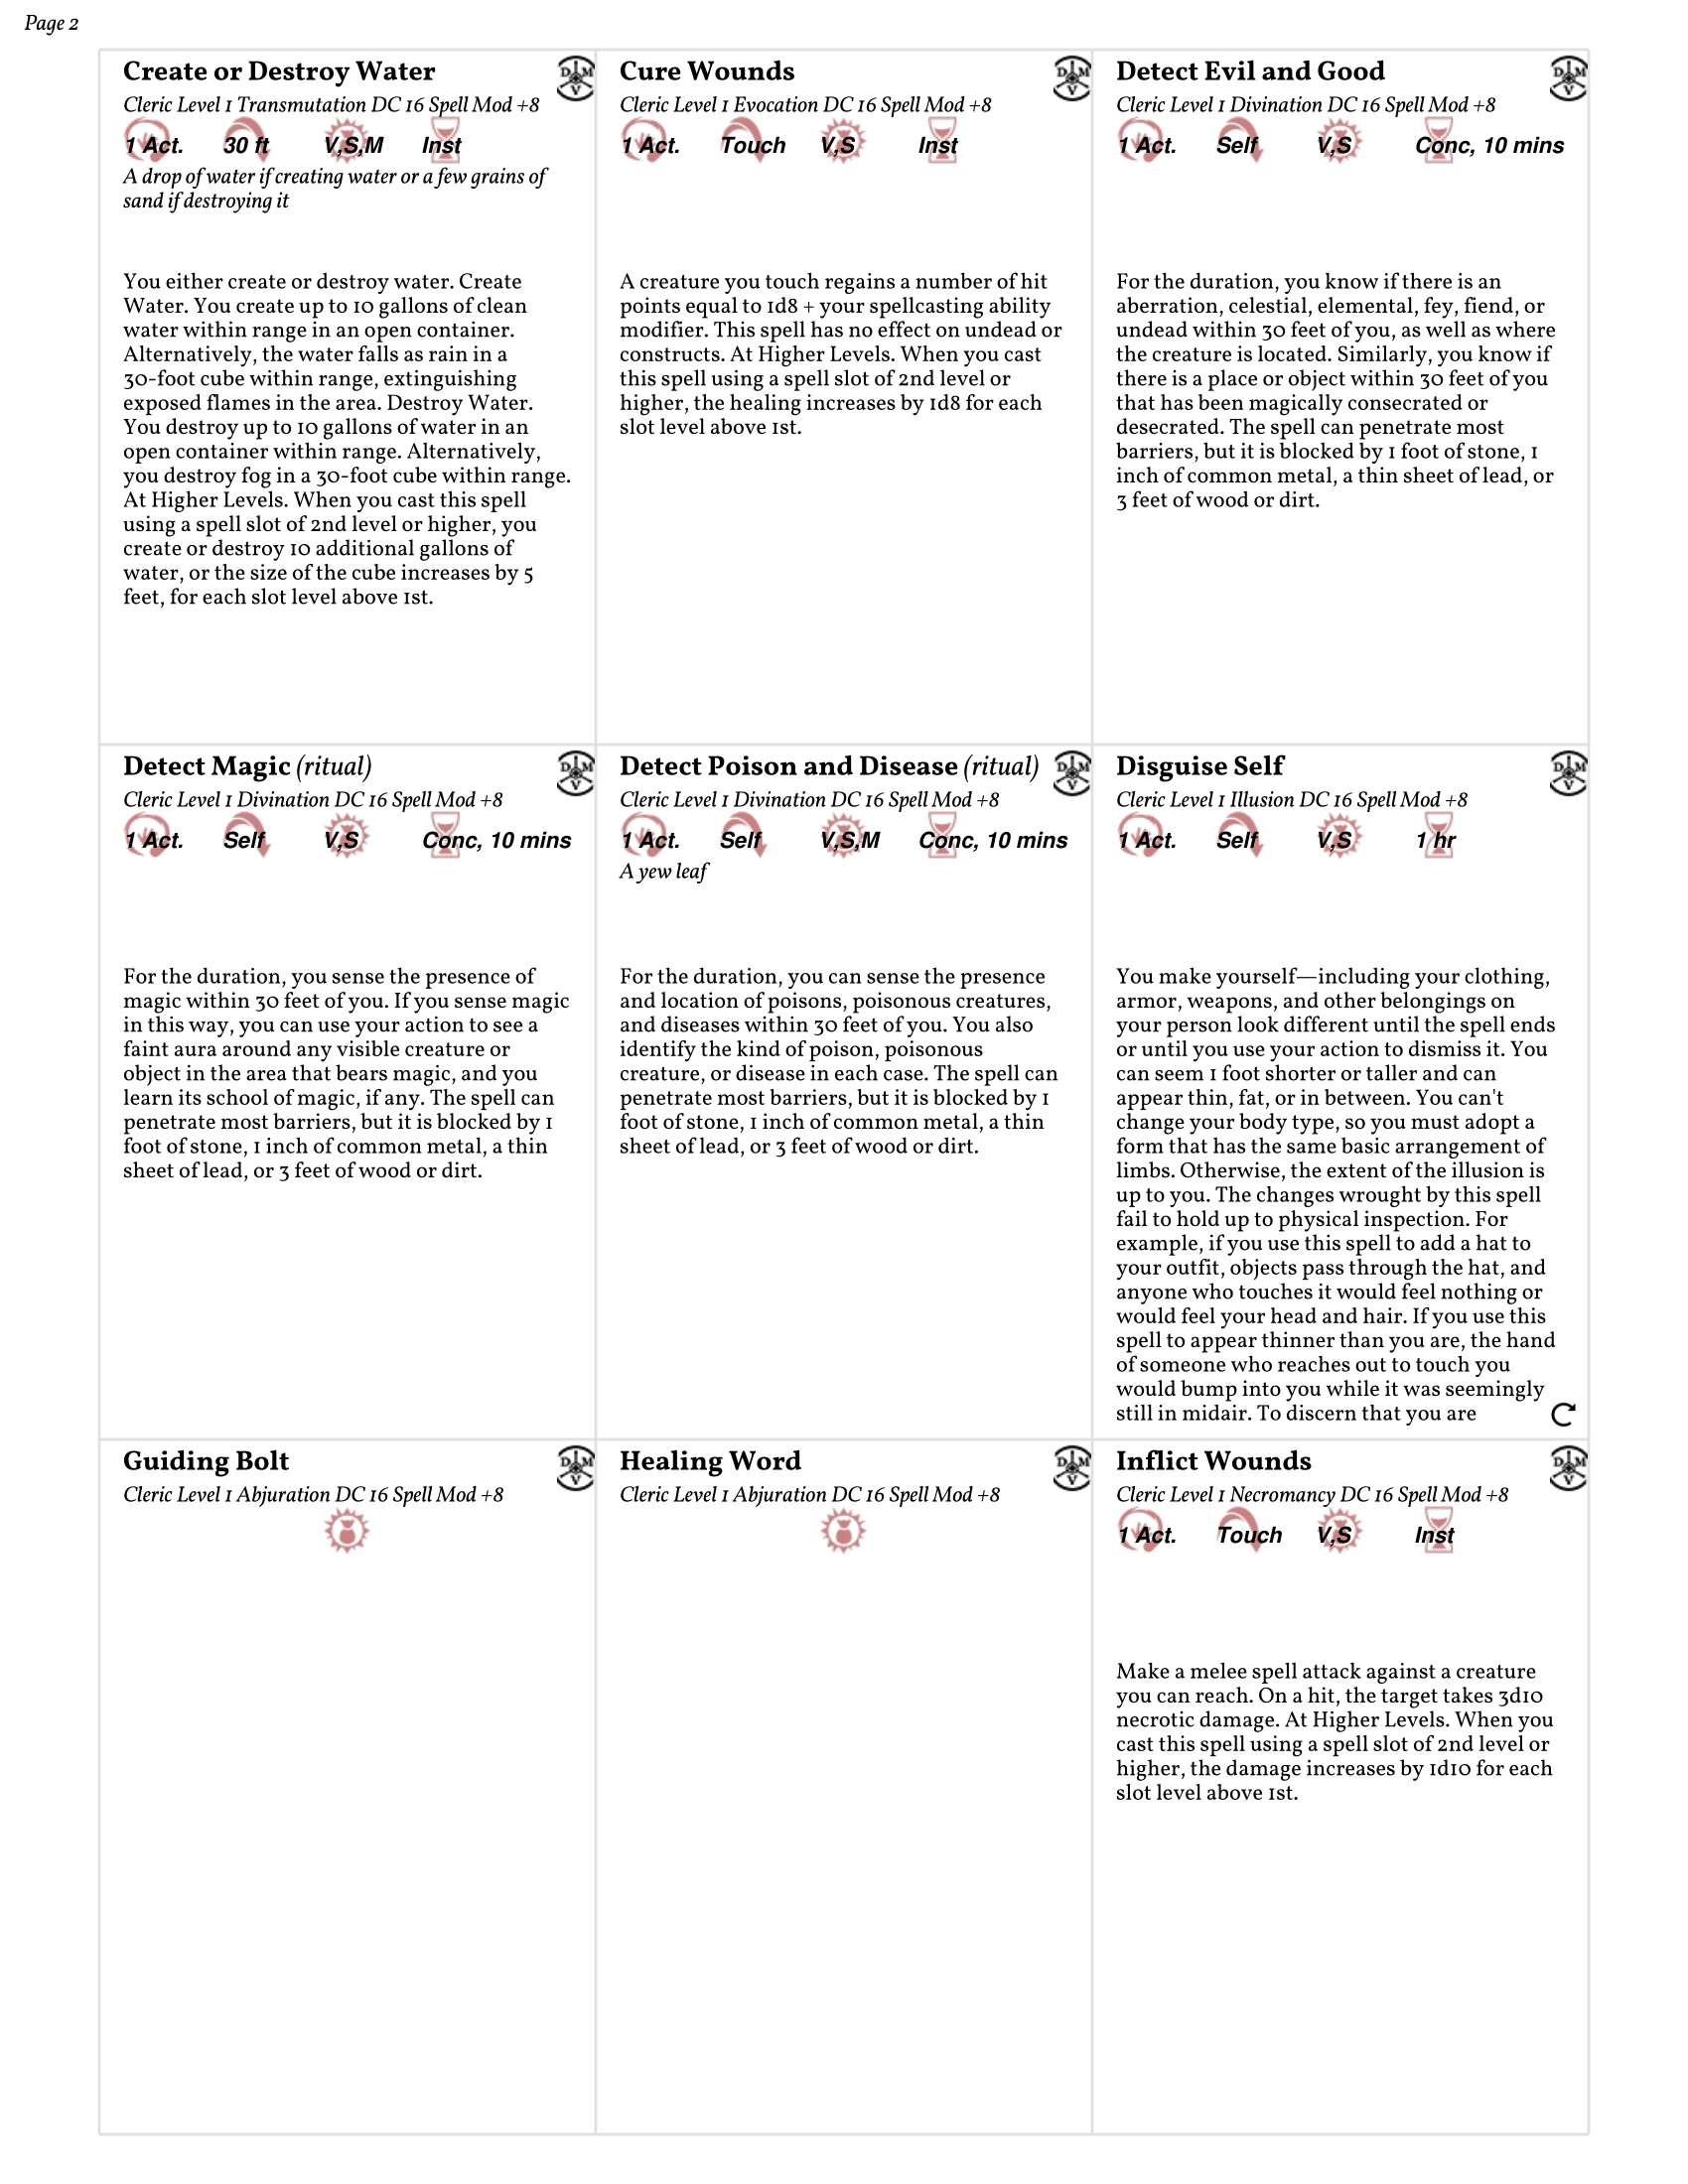 Page 2
Create or Destroy Water
Cleric Level 1 Transmutation DC 16 Spell Mod +8
1 Act. 30 ft V,S,M Inst
A drop of water if creating water or a few grains of
sand if destroying it
You either create or destroy water. Create
Water. You create up to 10 gallons of clean
water within range in an open container.
Alternatively, the water falls as rain in a
30-foot cube within range, extinguishing
exposed flames in the area. Destroy Water.
You destroy up to 10 gallons of water in an
open container within range. Alternatively,
you destroy fog in a 30-foot cube within range.
At Higher Levels. When you cast this spell
using a spell slot of 2nd level or higher, you
create or destroy 10 additional gallons of
water, or the size of the cube increases by 5
feet, for each slot level above 1st.
D M
V
Cure Wounds
Cleric Level 1 Evocation DC 16 Spell Mod +8
1 Act. Touch V,S Inst
A creature you touch regains a number of hit
points equal to 1d8 + your spellcasting ability
modifier. This spell has no effect on undead or
constructs. At Higher Levels. When you cast
this spell using a spell slot of 2nd level or
higher, the healing increases by 1d8 for each
slot level above 1st.
D M
V
Detect Evil and Good
Cleric Level 1 Divination DC 16 Spell Mod +8
1 Act. Self V,S Conc, 10 mins
For the duration, you know if there is an
aberration, celestial, elemental, fey, fiend, or
undead within 30 feet of you, as well as where
the creature is located. Similarly, you know if
there is a place or object within 30 feet of you
that has been magically consecrated or
desecrated. The spell can penetrate most
barriers, but it is blocked by 1 foot of stone, 1
inch of common metal, a thin sheet of lead, or
3 feet of wood or dirt.
D M
V
Detect Magic (ritual)
Cleric Level 1 Divination DC 16 Spell Mod +8
1 Act. Self V,S Conc, 10 mins
For the duration, you sense the presence of
magic within 30 feet of you. If you sense magic
in this way, you can use your action to see a
faint aura around any visible creature or
object in the area that bears magic, and you
learn its school of magic, if any. The spell can
penetrate most barriers, but it is blocked by 1
foot of stone, 1 inch of common metal, a thin
sheet of lead, or 3 feet of wood or dirt.
D M
V
Detect Poison and Disease (ritual)
Cleric Level 1 Divination DC 16 Spell Mod +8
1 Act. Self V,S,M Conc, 10 mins
A yew leaf
For the duration, you can sense the presence
and location of poisons, poisonous creatures,
and diseases within 30 feet of you. You also
identify the kind of poison, poisonous
creature, or disease in each case. The spell can
penetrate most barriers, but it is blocked by 1
foot of stone, 1 inch of common metal, a thin
sheet of lead, or 3 feet of wood or dirt.
D M
V
Disguise Self
Cleric Level 1 Illusion DC 16 Spell Mod +8
1 Act. Self V,S 1 hr
You make yourself—including your clothing,
armor, weapons, and other belongings on
your person look different until the spell ends
or until you use your action to dismiss it. You
can seem 1 foot shorter or taller and can
appear thin, fat, or in between. You can't
change your body type, so you must adopt a
form that has the same basic arrangement of
limbs. Otherwise, the extent of the illusion is
up to you. The changes wrought by this spell
fail to hold up to physical inspection. For
example, if you use this spell to add a hat to
your outfit, objects pass through the hat, and
anyone who touches it would feel nothing or
would feel your head and hair. If you use this
spell to appear thinner than you are, the hand
of someone who reaches out to touch you
would bump into you while it was seemingly
still in midair. To discern that you are
D M
V
Guiding Bolt
Cleric Level 1 Abjuration DC 16 Spell Mod +8
D M
V
Healing Word
Cleric Level 1 Abjuration DC 16 Spell Mod +8
D M
V
Inflict Wounds
Cleric Level 1 Necromancy DC 16 Spell Mod +8
1 Act. Touch V,S Inst
Make a melee spell attack against a creature
you can reach. On a hit, the target takes 3d10
necrotic damage. At Higher Levels. When you
cast this spell using a spell slot of 2nd level or
higher, the damage increases by 1d10 for each
slot level above 1st.
D M
V